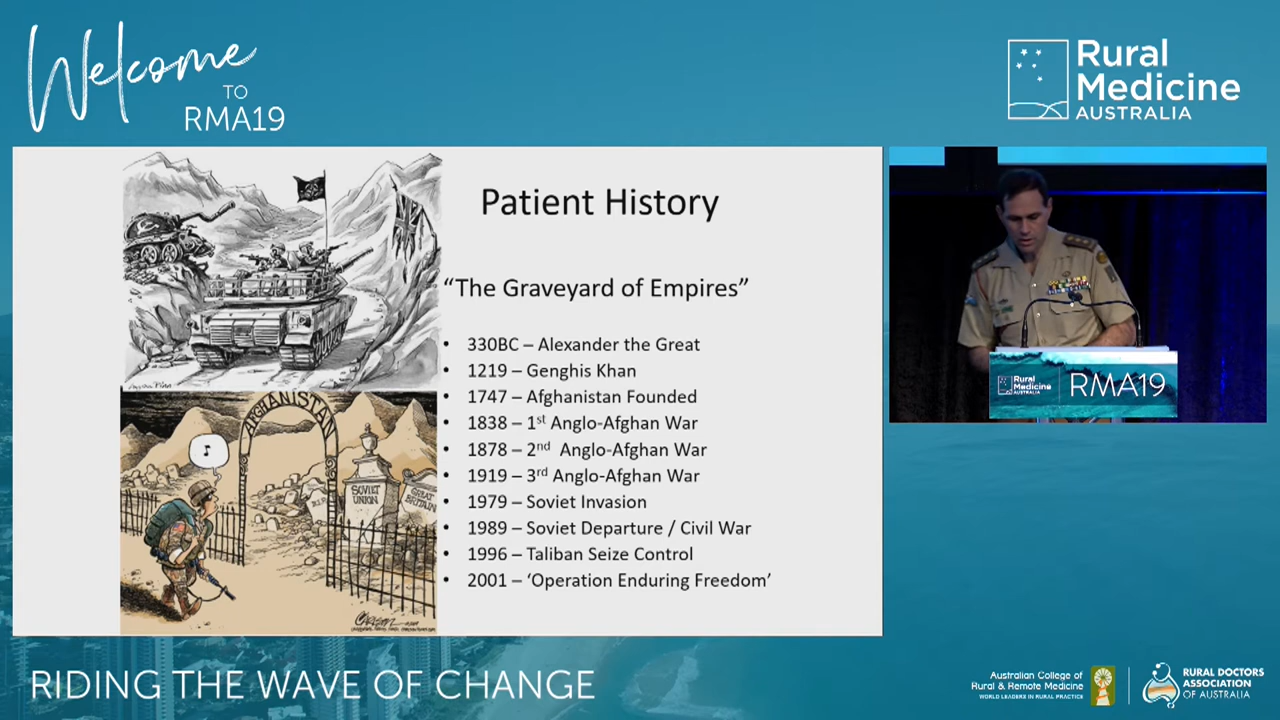 Welcome
TO
RMA19
Rural
Medicine
AUSTRALIA
Patient History
“The Graveyard of Empires”
• 330BC – Alexander the Great
• 1219 – Genghis Khan
• 1747 – Afghanistan Founded
• 1838 – 1st Anglo-Afghan War
• 1878 – 2nd Anglo-Afghan War
• 1919 – 3rd Anglo-Afghan War
• 1979 – Soviet Invasion
• 1989 – Soviet Departure / Civil War
• 1996 – Taliban Seize Control
• 2001 – ‘Operation Enduring Freedom’
AFGHANISTAN
SOVIET
UNION
GREAT
BRITAIN
R.I.P.
Rural
Medicine
AUSTRALIA
RMA19
RIDING THE WAVE OF CHANGE
Australian College of
Rural & Remote Medicine
WORLD LEADERS IN RURAL PRACTICE
RURAL DOCTORS
ASSOCIATION
OF AUSTRALIA